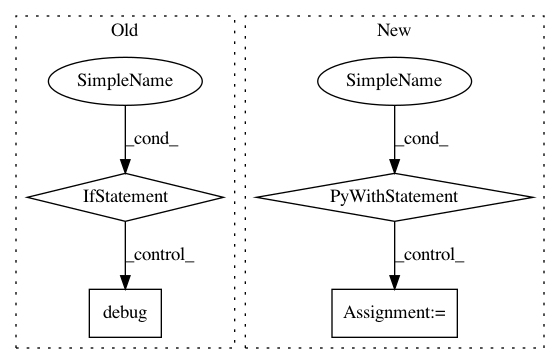 Old
New
SimpleName
SimpleName
_cond_
_cond_
IfStatement
PyWithStatement
_control_
_control_
debug
Assignment:=